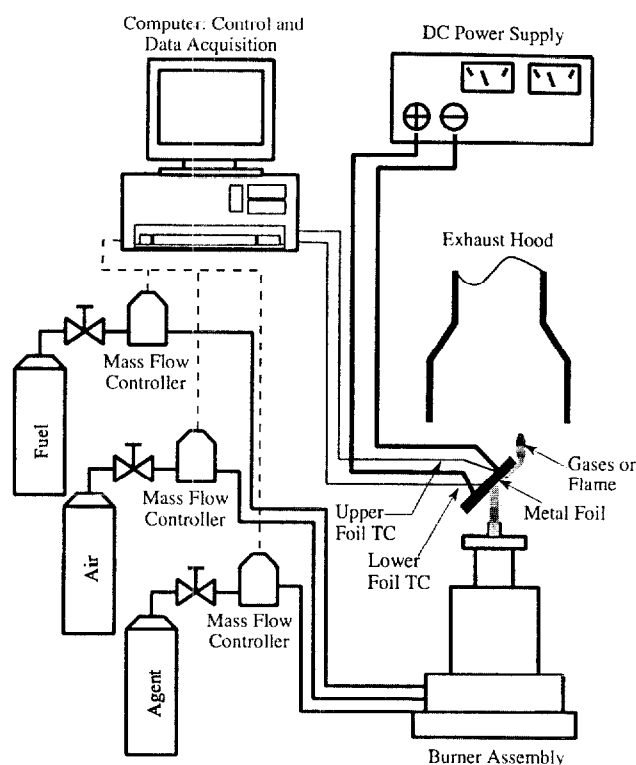 Computer: Control and
Data Acquisition
DC Power Supply
Exhaust Hood
Mass Flow
Controller
Fuel
Mass Flow
Controller
Air
Mass Flow
Controller
Agent
Upper
Foil TC
Lower
Foil TC
Gases or
Flame
Metal Foil
Burner Assembly